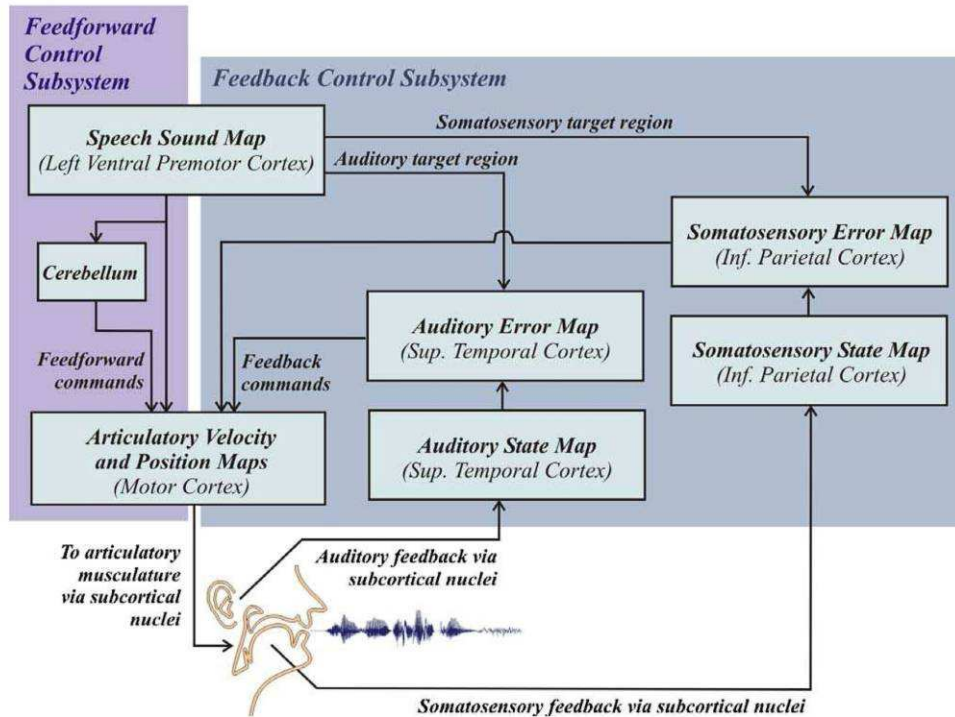 Feedforward
Control
Subsystem
Feedback Control Subsystem
Speech Sound Map
(Left Ventral Premotor Cortex)
Somatosensory target region
Auditory target region
Cerebellum
Somatosensory Error Map
(Inf. Parietal Cortex)
Auditory Error Map
(Sup. Temporal Cortex)
Somatosensory State Map
(Inf. Parietal Cortex)
Feedforward
commands
Feedback
commands
Articulatory Velocity
and Position Maps
(Motor Cortex)
Auditory State Map
(Sup. Temporal Cortex)
To articulatory
musculature
via subcortical
nuclei
Auditory feedback via
subcortical nuclei
Somatosensory feedback via subcortical nuclei